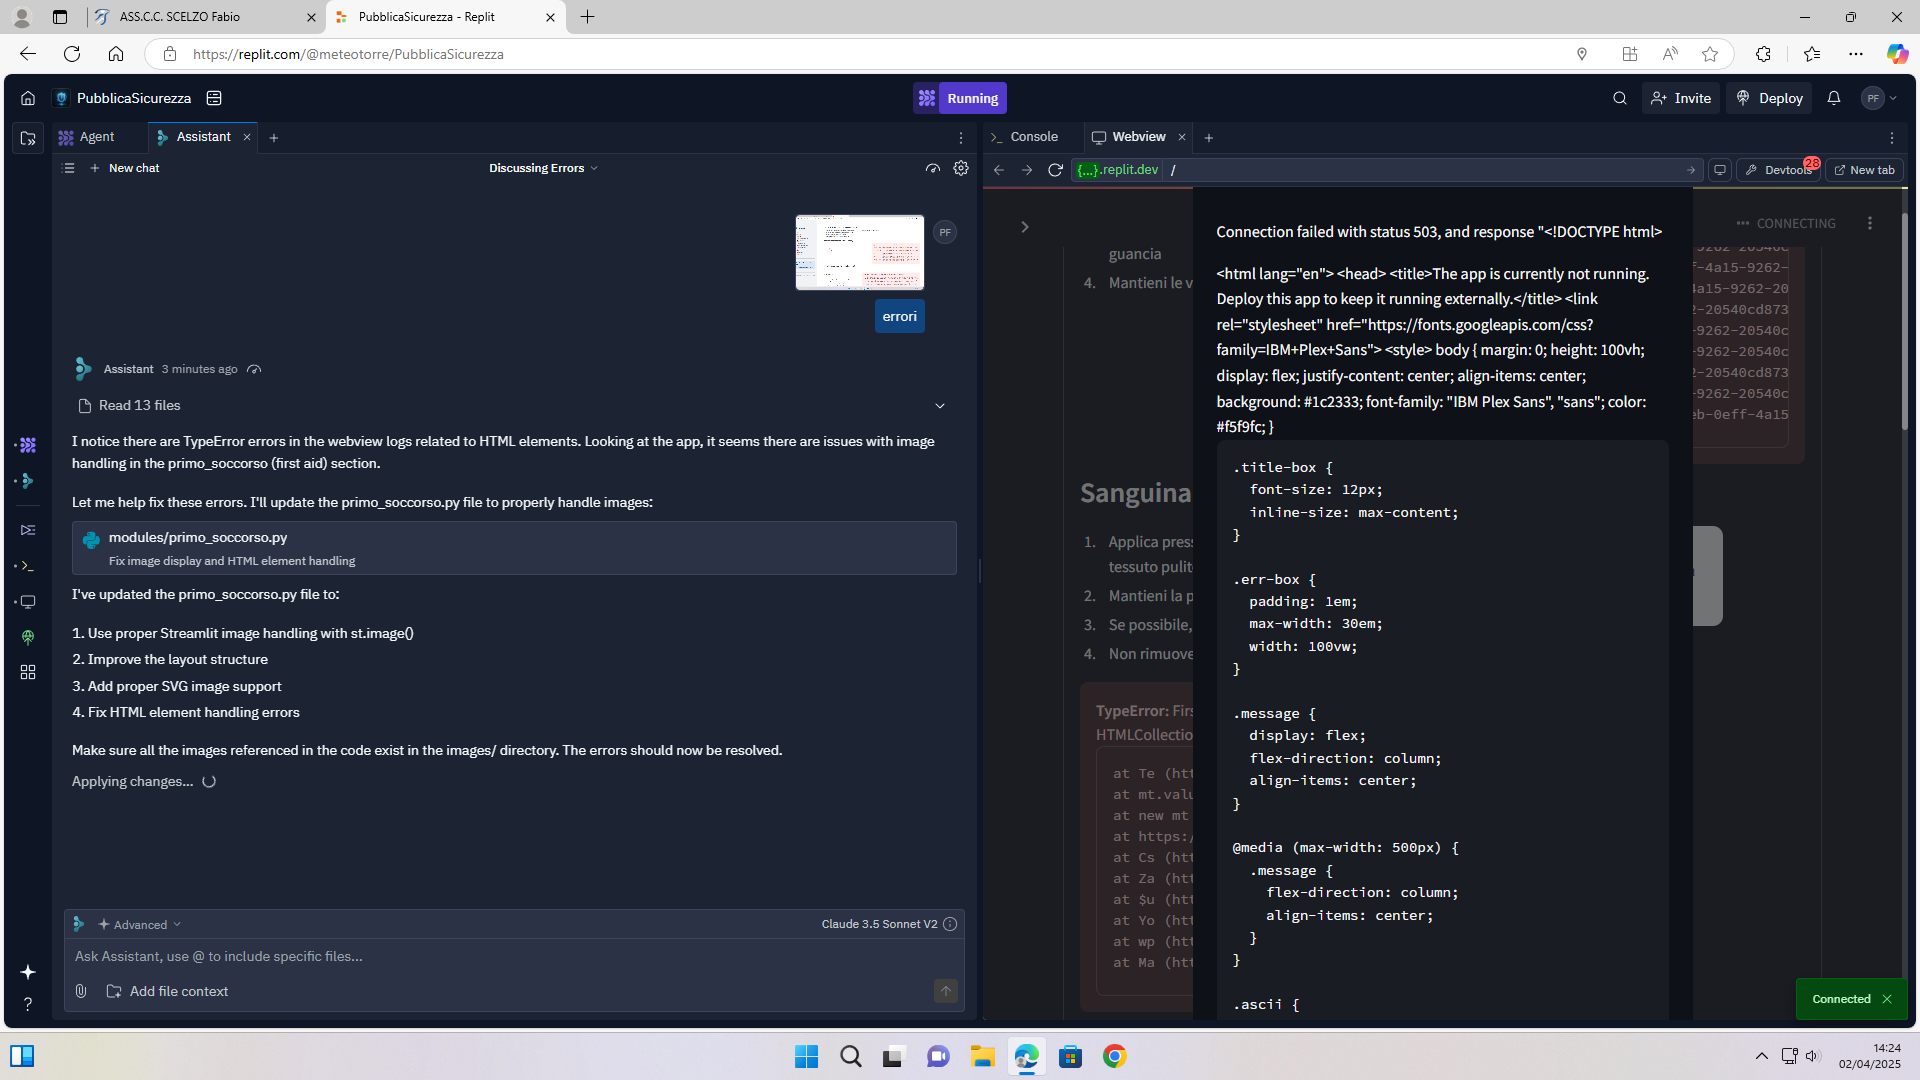 ASS.C.C. SCELZO Fabio
PubblicaSicurezza - Replit
https://replit.com/@meteotorre/PubblicaSicurezza
PubblicaSicurezza
Running
Invite
Deploy
PF
Agent
Assistant
Console
Webview
New chat
Discussing Errors
{...}.replit.dev
/
Devtools
28
New tab
PF
errori
Assistant 3 minutes ago
Read 13 files
I notice there are TypeError errors in the webview logs related to HTML elements. Looking at the app, it seems there are issues with image
handling in the primo_soccorso (first aid) section.
Let me help fix these errors. I'll update the primo_soccorso.py file to properly handle images:
modules/primo_soccorso.py
Fix image display and HTML element handling
I've updated the primo_soccorso.py file to:
1. Use proper Streamlit image handling with st.image()
2. Improve the layout structure
3. Add proper SVG image support
4. Fix HTML element handling errors
Make sure all the images referenced in the code exist in the images/ directory. The errors should now be resolved.
Applying changes...
Advanced
Claude 3.5 Sonnet V2
Ask Assistant, use @ to include specific files...
Add file context
CONNECTING
guancia
4. Mantieni le v
Sanguina
1. Applica press
tessuto pulit
2. Mantieni la p
3. Se possibile,
4. Non rimuove
TypeError: Firs
HTMLCollectio
at Te (htt
at mt.valu
at new mt
at https:/
at Cs (htt
at Za (htt
at $u (htt
at Yo (htt
at wp (htt
at Ma (htt
Connection failed with status 503, and response "<!DOCTYPE html>
<html lang="en"> <head> <title>The app is currently not running.
Deploy this app to keep it running externally.</title> <link
rel="stylesheet" href="https://fonts.googleapis.com/css?
family=IBM+Plex+Sans"> <style> body { margin: 0; height: 100vh;
display: flex; justify-content: center; align-items: center;
background: #1c2333; font-family: "IBM Plex Sans", "sans"; color:
#f5f9fc; }
.title-box {
font-size: 12px;
inline-size: max-content;
}
.err-box {
padding: 1em;
max-width: 30em;
width: 100vw;
}
.message {
display: flex;
flex-direction: column;
align-items: center;
}
@media (max-width: 500px) {
.message {
flex-direction: column;
align-items: center;
}
}
.ascii {
f-4a15-9262-
4a15-9262-20
-20540cd873
-9262-20540c
-9262-20540c
-20540cd873
-9262-20540c
eb-0eff-4a15
Connected
14:24
02/04/2025